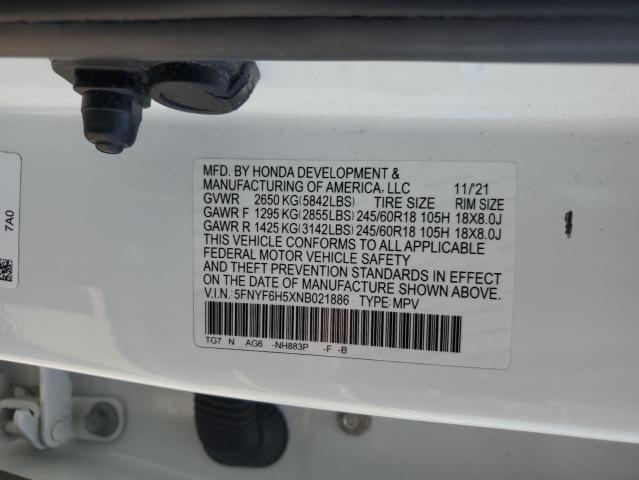 MFD. BY HONDA DEVELOPMENT &
MANUFACTURING OF AMERICA, LLC 11/'21
GVWR 2650 KG(5842LBS) TIRE SIZE RIM SIZE
GAWR F 1295 KG(2855LBS) 245/60R18 105H 18X8.0J
GAWR R 1425 KG(3142LBS) 245/60R18 105H 18X8.0J
THIS VEHICLE CONFORMS TO ALL APPLICABLE
FEDERAL MOTOR VEHICLE SAFETY
AND THEFT PREVENTION STANDARDS IN EFFECT
ON THE DATE OF MANUFACTURE SHOWN ABOVE.
V.I.N.: 5FNYF6H5XNB021886 TYPE: MPV
TG7 N AG6 -NH883P -F -B
7A0